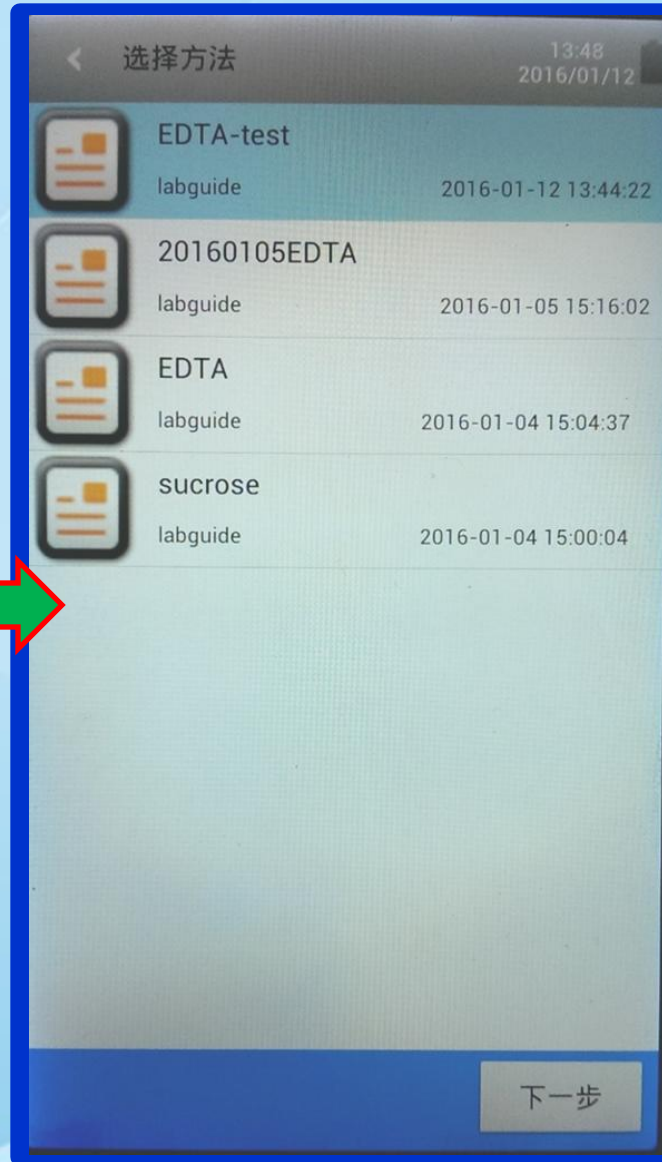 选择方法
13:48
2016/01/12
EDTA-test
labguide 2016-01-12 13:44:22
20160105EDTA
labguide 2016-01-05 15:16:02
EDTA
labguide 2016-01-04 15:04:37
sucrose
labguide 2016-01-04 15:00:04
下一步